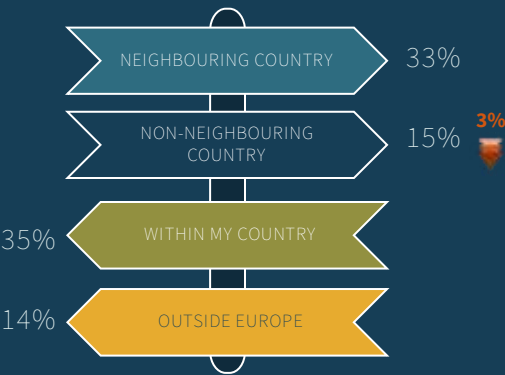 NEIGHBOURING COUNTRY 33%
3%
NON-NEIGHBOURING
COUNTRY 15%
35% WITHIN MY COUNTRY
14% OUTSIDE EUROPE